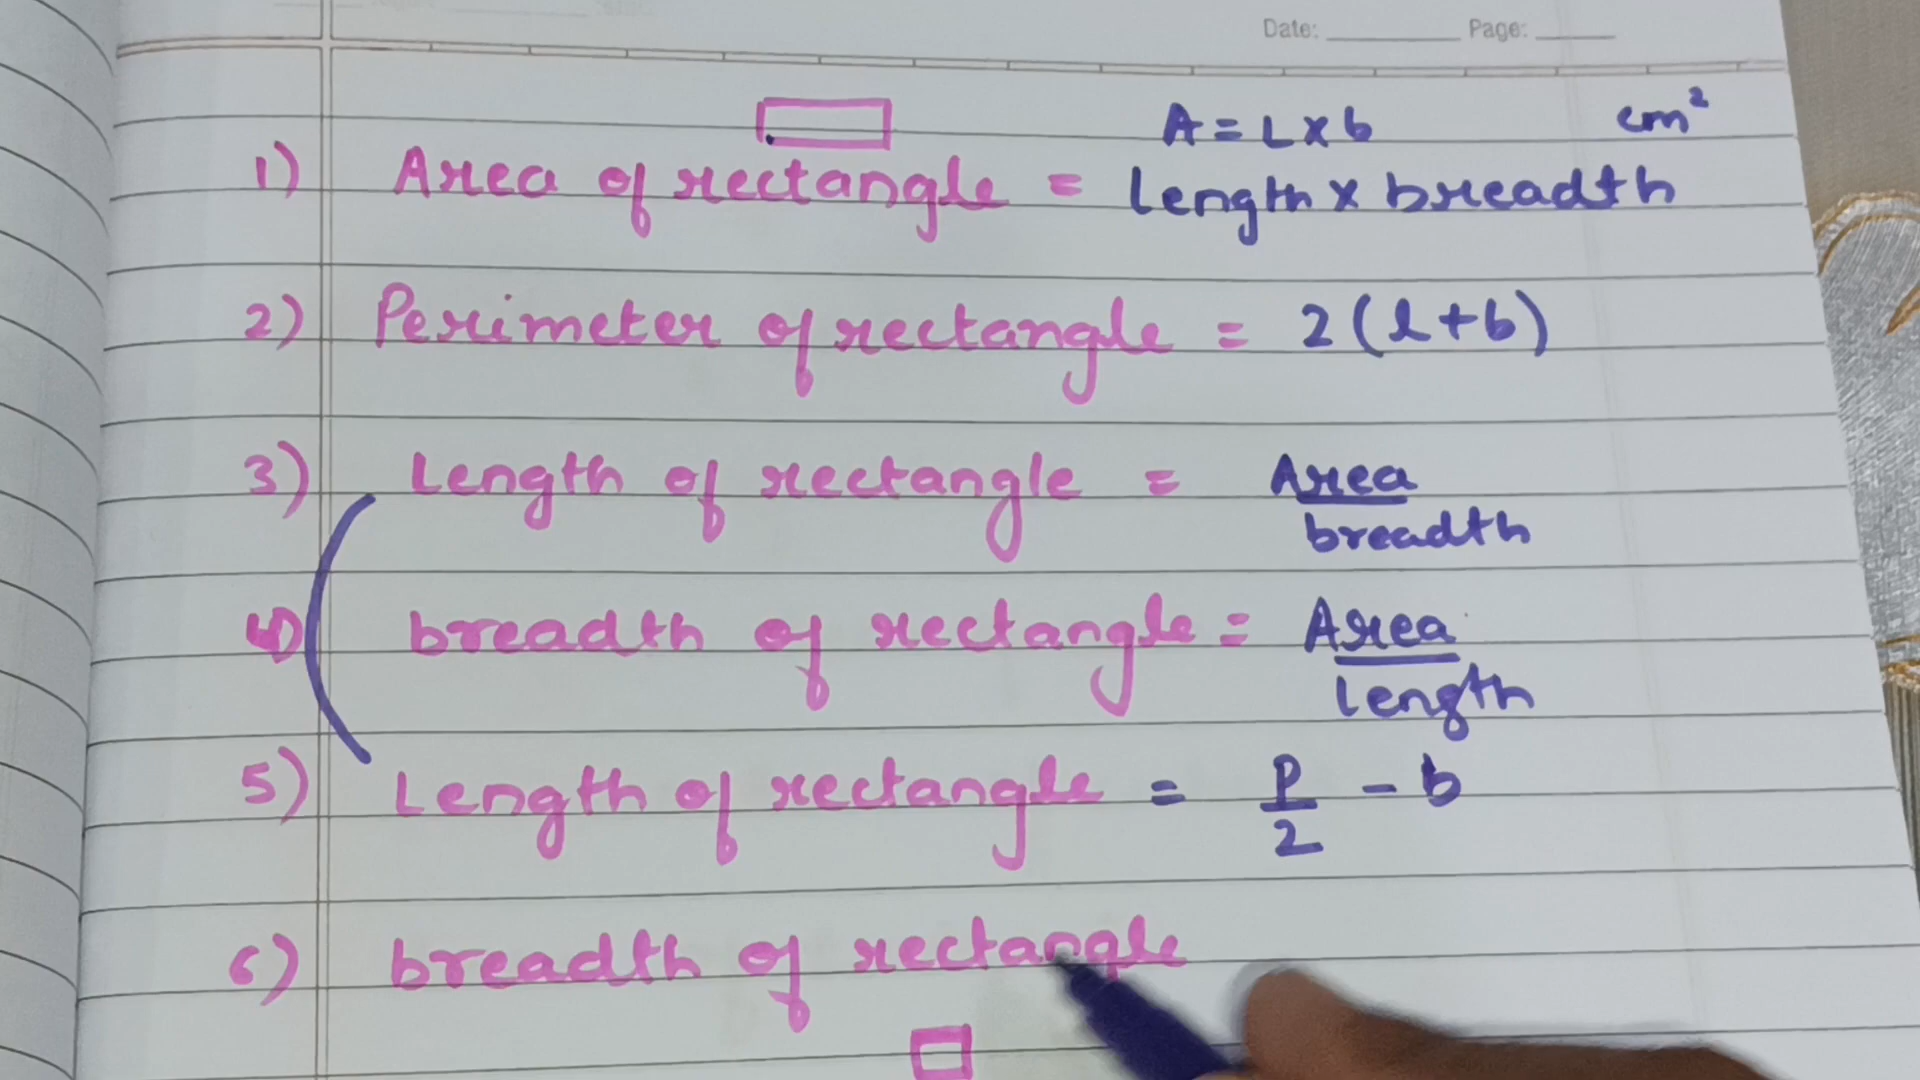 Date: Page:
A = L x b cm²
1) Area of rectangle = length x breadth
2) Perimeter of rectangle = 2(l+b)
3) Length of rectangle = Area
breadth
4) breadth of rectangle = Area
length
5) Length of rectangle = P
2 - b
6) breadth of rectangle